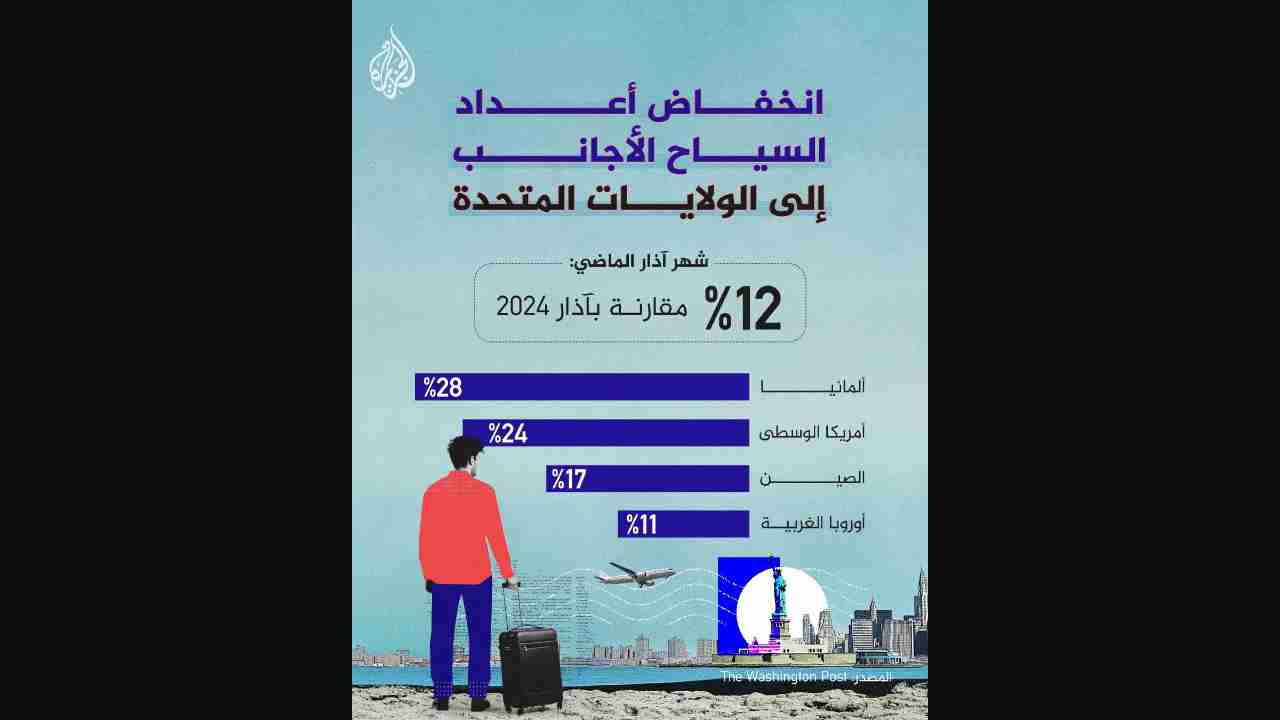 الجزيرة
انخفاض أعداد
السياح الأجانب
إلى الولايات المتحدة
شهر آذار الماضي:
%12 مقارنة بآذار 2024
ألمانيا %28
أمريكا الوسطى %24
الصين %17
أوروبا الغربية %11
المصدر: The Washington Post